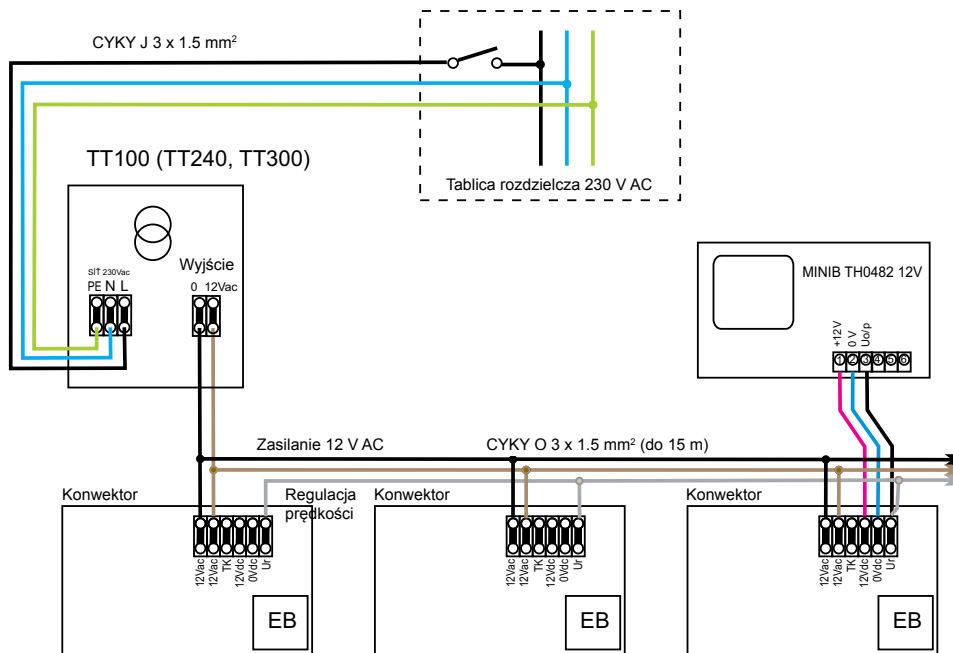 CYKY J 3 x 1.5 mm²
Tablica rozdzielcza 230 V AC
TT100 (TT240, TT300)
SÍŤ 230Vac
PE N L
Wyjście
0 12Vac
MINIB TH0482 12V
+12V
0 V
Uo/p
1 2 3 4 5 6
Zasilanie 12 V AC
CYKY O 3 x 1.5 mm² (do 15 m)
Konwektor
Regulacja
prędkości
Konwektor
Konwektor
12Vac
12Vac
TK
12Vdc
0Vdc
Ur
12Vac
12Vac
TK
12Vdc
0Vdc
Ur
12Vac
12Vac
TK
12Vdc
0Vdc
Ur
EB
EB
EB